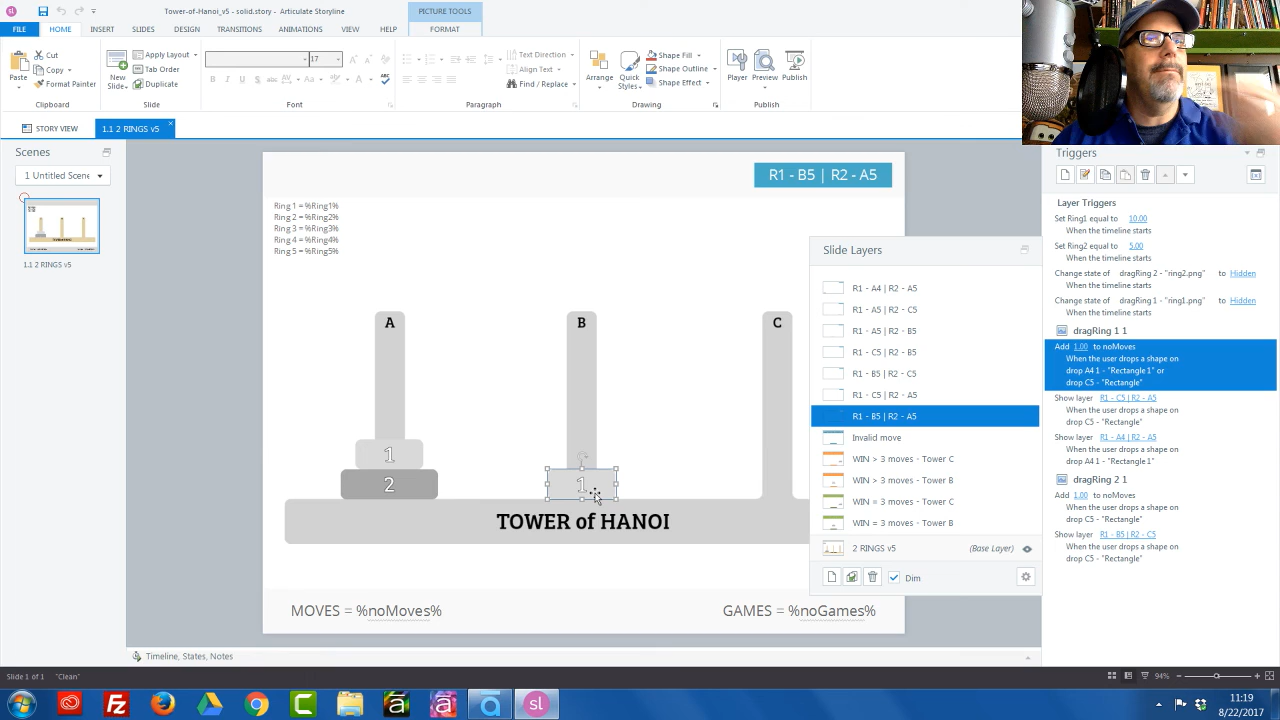 Tower-of-Hanoi_v5 - solid.story - Articulate Storyline
PICTURE TOOLS
FILE
HOME
INSERT
SLIDES
DESIGN
TRANSITIONS
ANIMATIONS
VIEW
HELP
FORMAT
Paste
Cut
Copy
Format Painter
Clipboard
New Slide
Apply Layout
Tab Order
Duplicate
Slide
17
Font
Text Direction
Align Text
Find / Replace
Paragraph
Arrange
Quick Styles
Shape Fill
Shape Outline
Shape Effect
Drawing
Player
Preview
Publish
Publish
STORY VIEW
1.1 2 RINGS v5
Scenes
1 Untitled Scene
1.1 2 RINGS v5
R1 - B5 | R2 - A5
Ring 1 = %Ring1%
Ring 2 = %Ring2%
Ring 3 = %Ring3%
Ring 4 = %Ring4%
Ring 5 = %Ring5%
A
B
C
1
2
1
TOWER of HANOI
MOVES = %noMoves%
GAMES = %noGames%
Slide Layers
R1 - A4 | R2 - A5
R1 - A5 | R2 - C5
R1 - A5 | R2 - B5
R1 - C5 | R2 - B5
R1 - B5 | R2 - C5
R1 - C5 | R2 - A5
R1 - B5 | R2 - A5
Invalid move
WIN > 3 moves - Tower C
WIN > 3 moves - Tower B
WIN = 3 moves - Tower C
WIN = 3 moves - Tower B
2 RINGS v5 (Base Layer)
Dim
Triggers
Layer Triggers
Set Ring1 equal to 10.00
When the timeline starts
Set Ring2 equal to 5.00
When the timeline starts
Change state of dragRing 2 - "ring2.png" to Hidden
When the timeline starts
Change state of dragRing 1 - "ring1.png" to Hidden
When the timeline starts
dragRing 1 1
Add 1.00 to noMoves
When the user drops a shape on
drop A4 1 - "Rectangle 1" or
drop C5 - "Rectangle"
Show layer R1 - C5 | R2 - A5
When the user drops a shape on
drop C5 - "Rectangle"
Show layer R1 - A4 | R2 - A5
When the user drops a shape on
drop A4 1 - "Rectangle 1"
dragRing 2 1
Add 1.00 to noMoves
When the user drops a shape on
drop C5 - "Rectangle"
Show layer R1 - B5 | R2 - C5
When the user drops a shape on
drop C5 - "Rectangle"
Timeline, States, Notes
Slide 1 of 1
"Clean"
94%
11:19
8/22/2017